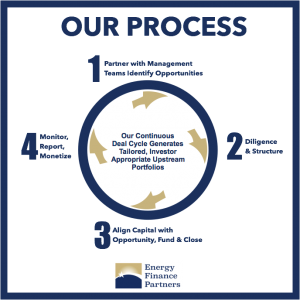 OUR PROCESS
1 Partner with Management
Teams Identify Opportunities
Our Continuous
Deal Cycle Generates
Tailored, Investor
Appropriate Upstream
Portfolios
2 Diligence
& Structure
3 Align Capital with
Opportunity, Fund & Close
4 Monitor,
Report,
Monetize
Energy
Finance
Partners